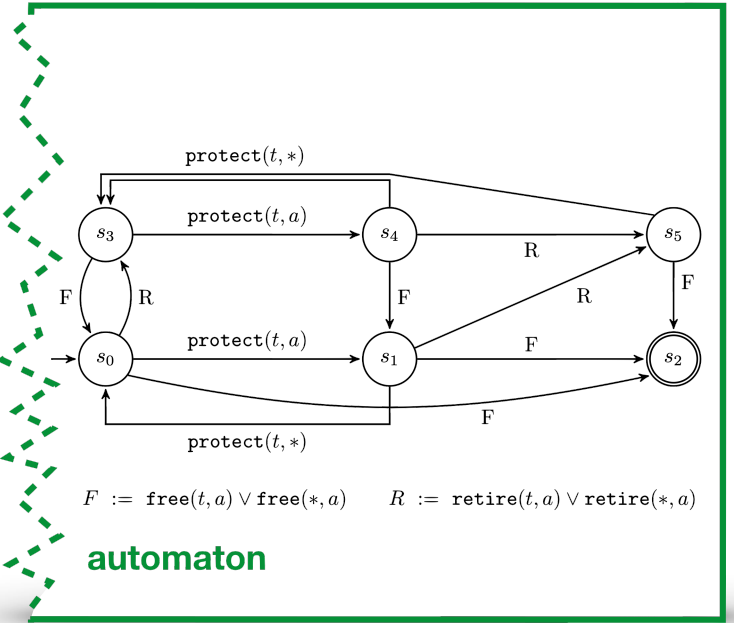 protect(t, *)
protect(t, a)
s₃
s₄
s₅
R
F
R
F
F
R
protect(t, a)
F
s₀
s₁
s₂
F
protect(t, *)
F := free(t, a) ∨ free(*, a)
R := retire(t, a) ∨ retire(*, a)
automaton